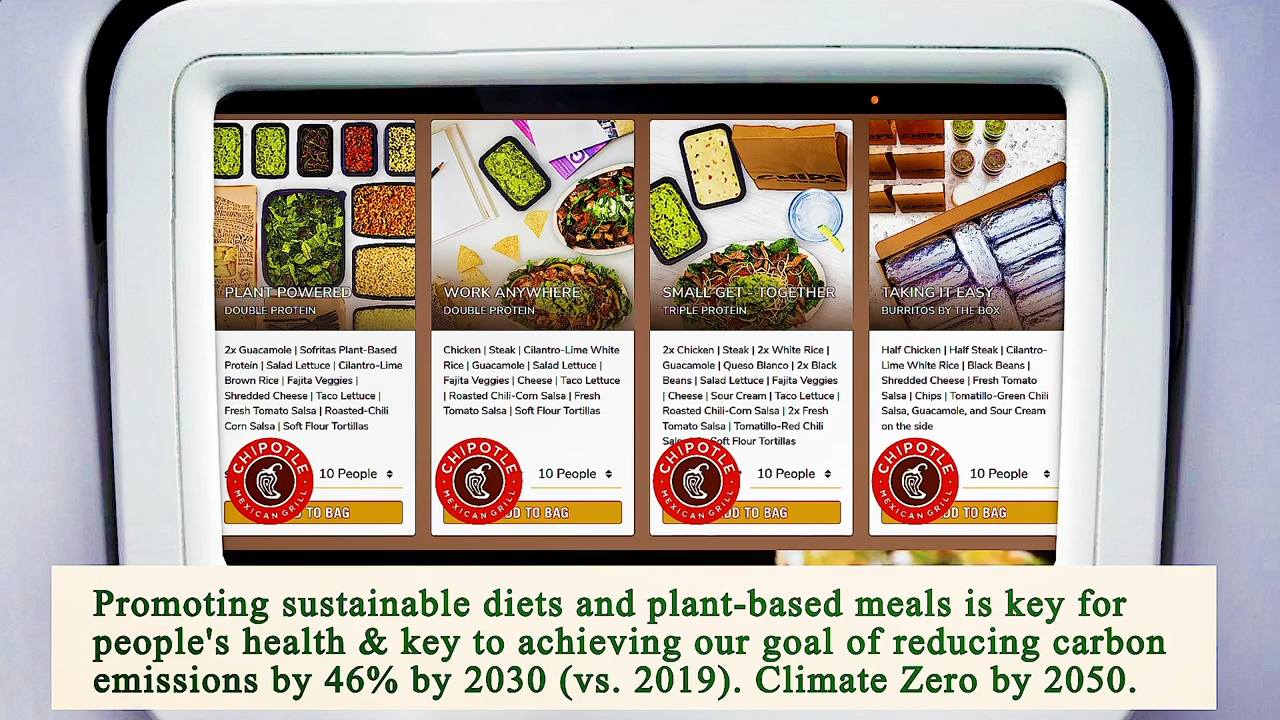 CHIPS
CHIPS
PLANT POWERED
DOUBLE PROTEIN
2x Guacamole | Sofritas Plant-Based
Protein | Salad Lettuce | Cilantro-Lime
Brown Rice | Fajita Veggies |
Shredded Cheese | Taco Lettuce |
Fresh Tomato Salsa | Roasted-Chili
Corn Salsa | Soft Flour Tortillas
CHIPOTLE
MEXICAN GRILL
10 People
TO BAG
WORK ANYWHERE
DOUBLE PROTEIN
Chicken | Steak | Cilantro-Lime White
Rice | Guacamole | Salad Lettuce |
Fajita Veggies | Cheese | Taco Lettuce
| Roasted Chili-Corn Salsa | Fresh
Tomato Salsa | Soft Flour Tortillas
CHIPOTLE
MEXICAN GRILL
10 People
TO BAG
SMALL GET - TOGETHER
TRIPLE PROTEIN
2x Chicken | Steak | 2x White Rice |
Guacamole | Queso Blanco | 2x Black
Beans | Salad Lettuce | Fajita Veggies
| Cheese | Sour Cream | Taco Lettuce |
Roasted Chili-Corn Salsa | 2x Fresh
Tomato Salsa | Tomatillo-Red Chili
Soft Flour Tortillas
CHIPOTLE
MEXICAN GRILL
10 People
TO BAG
TAKING IT EASY
BURRITOS BY THE BOX
Half Chicken | Half Steak | Cilantro-
Lime White Rice | Black Beans |
Shredded Cheese | Fresh Tomato
Salsa | Chips | Tomatillo-Green Chili
Salsa, Guacamole, and Sour Cream
on the side
CHIPOTLE
MEXICAN GRILL
10 People
TO BAG
Promoting sustainable diets and plant-based meals is key for
people's health & key to achieving our goal of reducing carbon
emissions by 46% by 2030 (vs. 2019). Climate Zero by 2050.